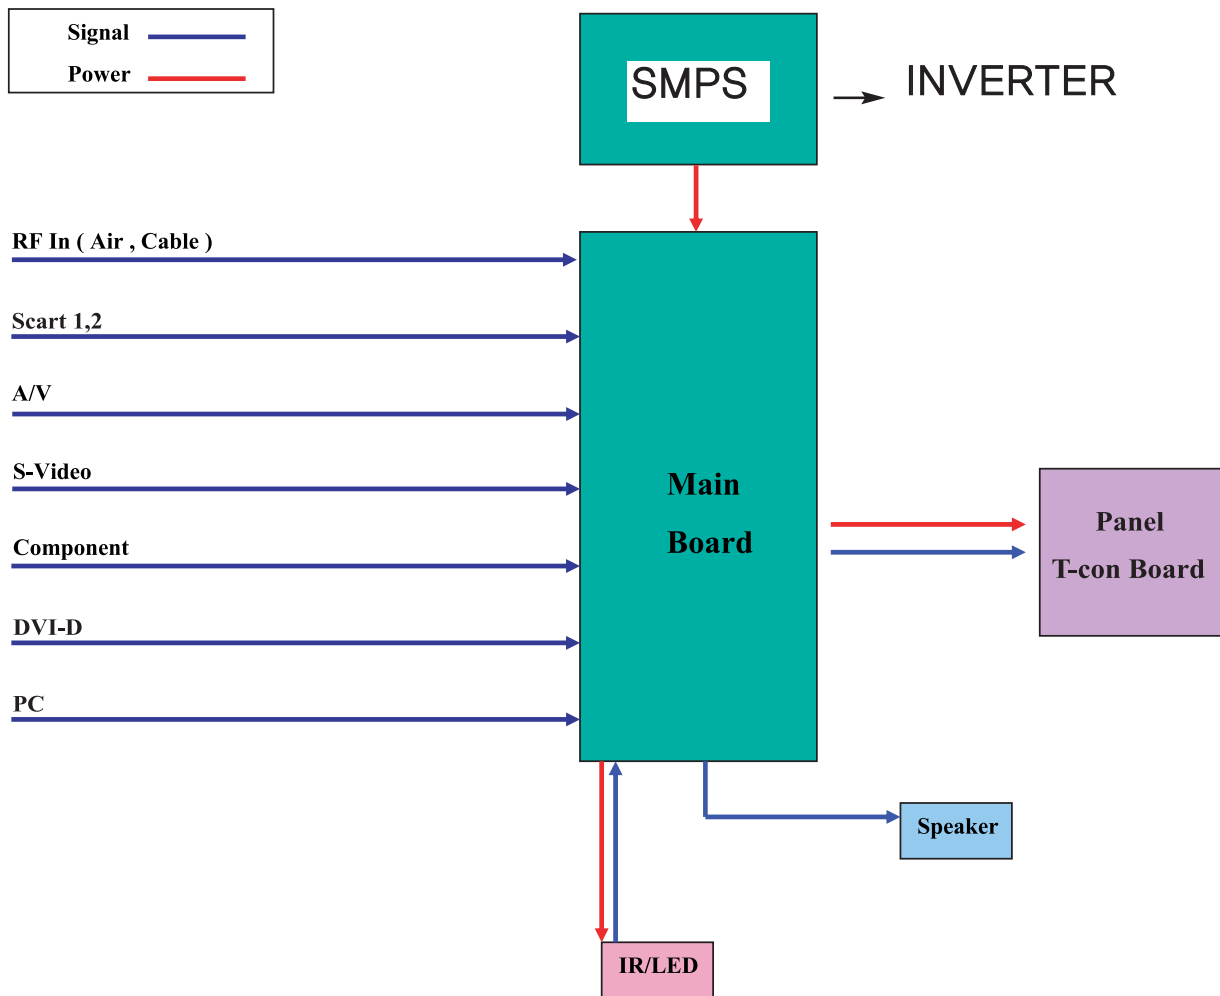 Signal
Power
SMPS
INVERTER
RF In ( Air , Cable )
Scart 1,2
A/V
S-Video
Component
DVI-D
PC
Main
Board
Panel
T-con Board
Speaker
IR/LED